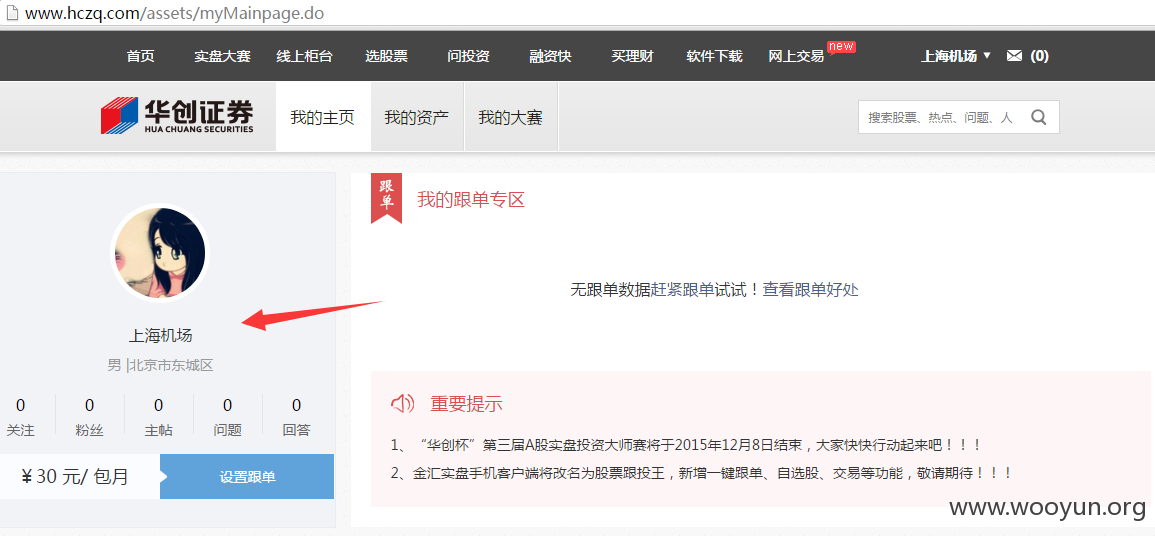 www.hczq.com/assets/myMainpage.do
首页 实盘大赛 线上柜台 选股票 问投资 融资快 买理财 软件下载 网上交易 new 上海机场 ▼ (0)
华创证券
HUA CHUANG SECURITIES
我的主页 我的资产 我的大赛
搜索股票、热点、问题、人
跟单
我的跟单专区
无跟单数据赶紧跟单试试！查看跟单好处
上海机场
男 |北京市东城区
0 0 0 0 0
关注 粉丝 主帖 问题 回答
¥ 30 元/ 包月 设置跟单
重要提示
1、“华创杯”第三届A股实盘投资大师赛将于2015年12月8日结束，大家快快行动起来吧！！！
2、金汇实盘手机客户端将改名为股票跟投王，新增一键跟单、自选股、交易等功能，敬请期待！！！
www.wooyun.org